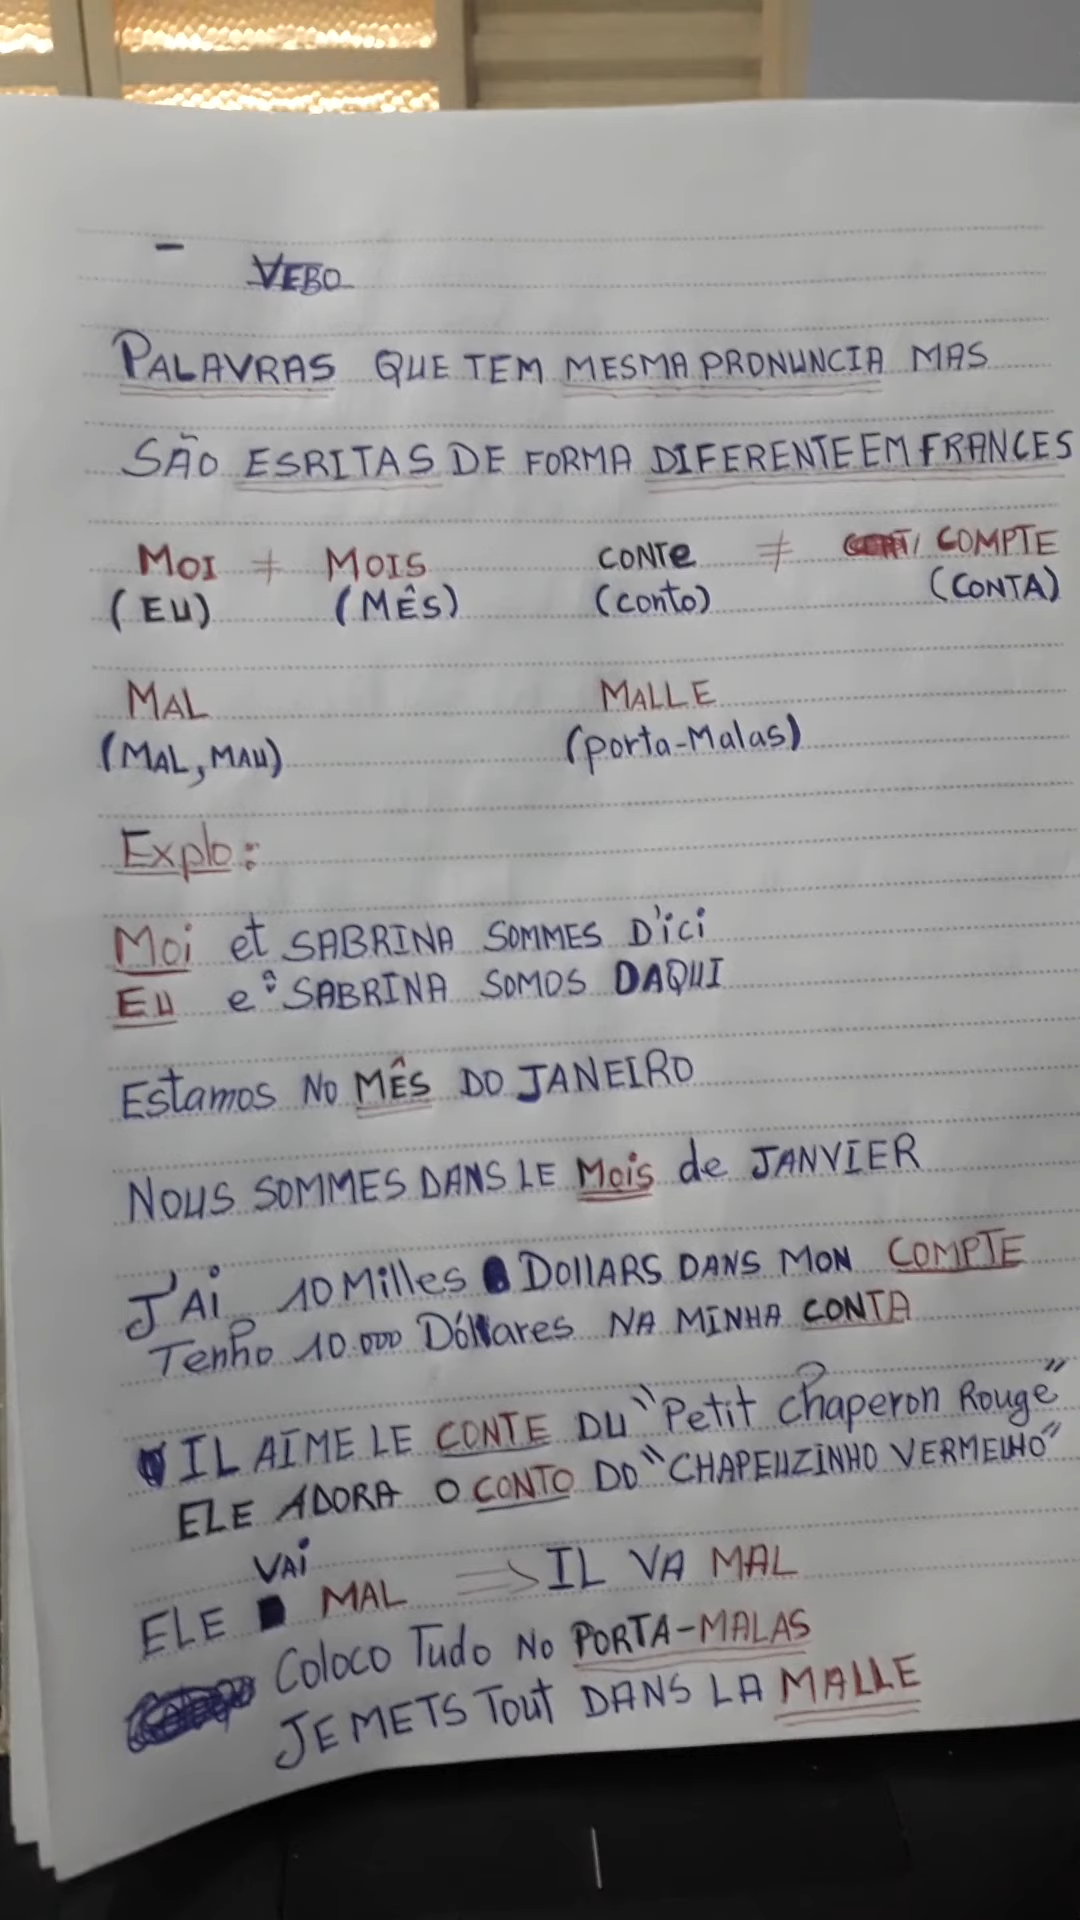 VEBO
PALAVRAS QUE TEM MESMA PRONUNCIA MAS
SÃO ESRITAS DE FORMA DIFERENTE EM FRANCES
MOI ≠ MOIS CONTe ≠ COMPTE
(EU) (MÊS) (conto) (CONTA)
MAL MALLE
(MAL, MAU) (porta-Malas)
Explo:
Moi et SABRINA SOMMES D'ici
EU e a SABRINA SOMOS DAQUI
Estamos NO MÊS DO JANEIRO
NOUS SOMMES DANS LE Mois de JANVIER
J'Ai 10 Milles DollARS DANS MON COMPTE
Tenho 10.000 Dóllares NA MINHA CONTA
IL AIME LE CONTE DU "Petit chaperon Rouge"
ELE ADORA O CONTO DO "CHAPEUZINHO VERMELHO"
VAi
ELE MAL => IL VA MAL
Coloco Tudo No PORTA-MALAS
JE METS Tout DANS LA MALLE